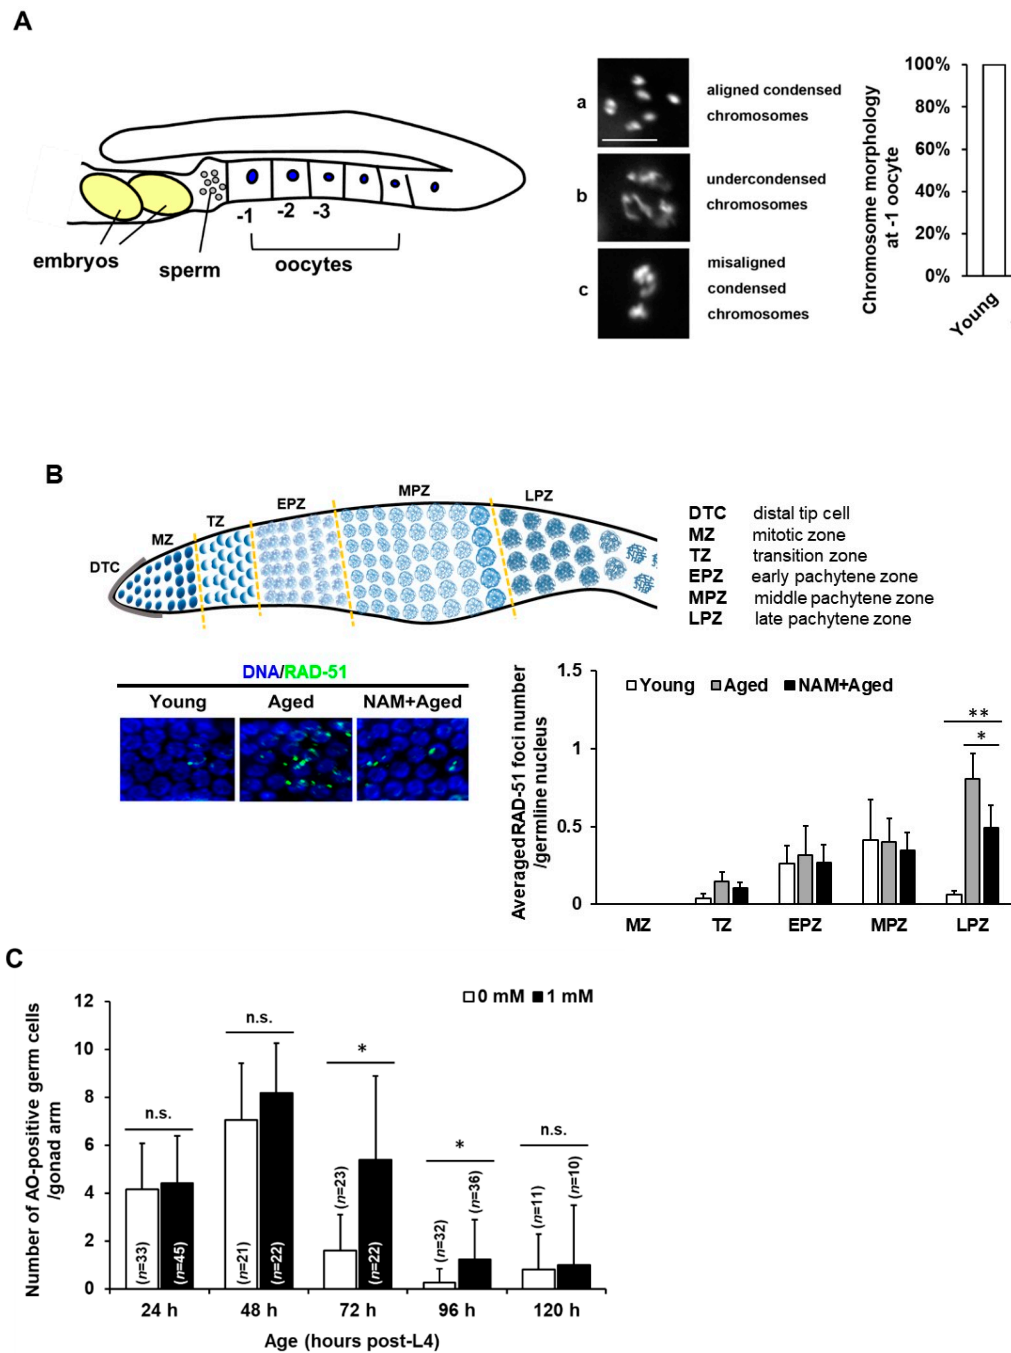 A
-1 -2 -3
embryos
sperm
oocytes
a
aligned condensed
chromosomes
b
undercondensed
chromosomes
c
misaligned
condensed
chromosomes
Chromosome morphology
at -1 oocyte
100%
80%
60%
40%
20%
0%
Young
B
DTC
MZ
TZ
EPZ
MPZ
LPZ
DTC distal tip cell
MZ mitotic zone
TZ transition zone
EPZ early pachytene zone
MPZ middle pachytene zone
LPZ late pachytene zone
DNA/RAD-51
Young Aged NAM+Aged
Averaged RAD-51 foci number
/germline nucleus
1.5
1
0.5
0
Young Aged NAM+Aged
**
*
MZ TZ EPZ MPZ LPZ
C
Number of AO-positive germ cells
/gonad arm
12
10
8
6
4
2
0
0 mM 1 mM
n.s.
n.s.
*
*
n.s.
(n=33)
(n=45)
(n=21)
(n=22)
(n=23)
(n=22)
(n=32)
(n=36)
(n=11)
(n=10)
24 h 48 h 72 h 96 h 120 h
Age (hours post-L4)